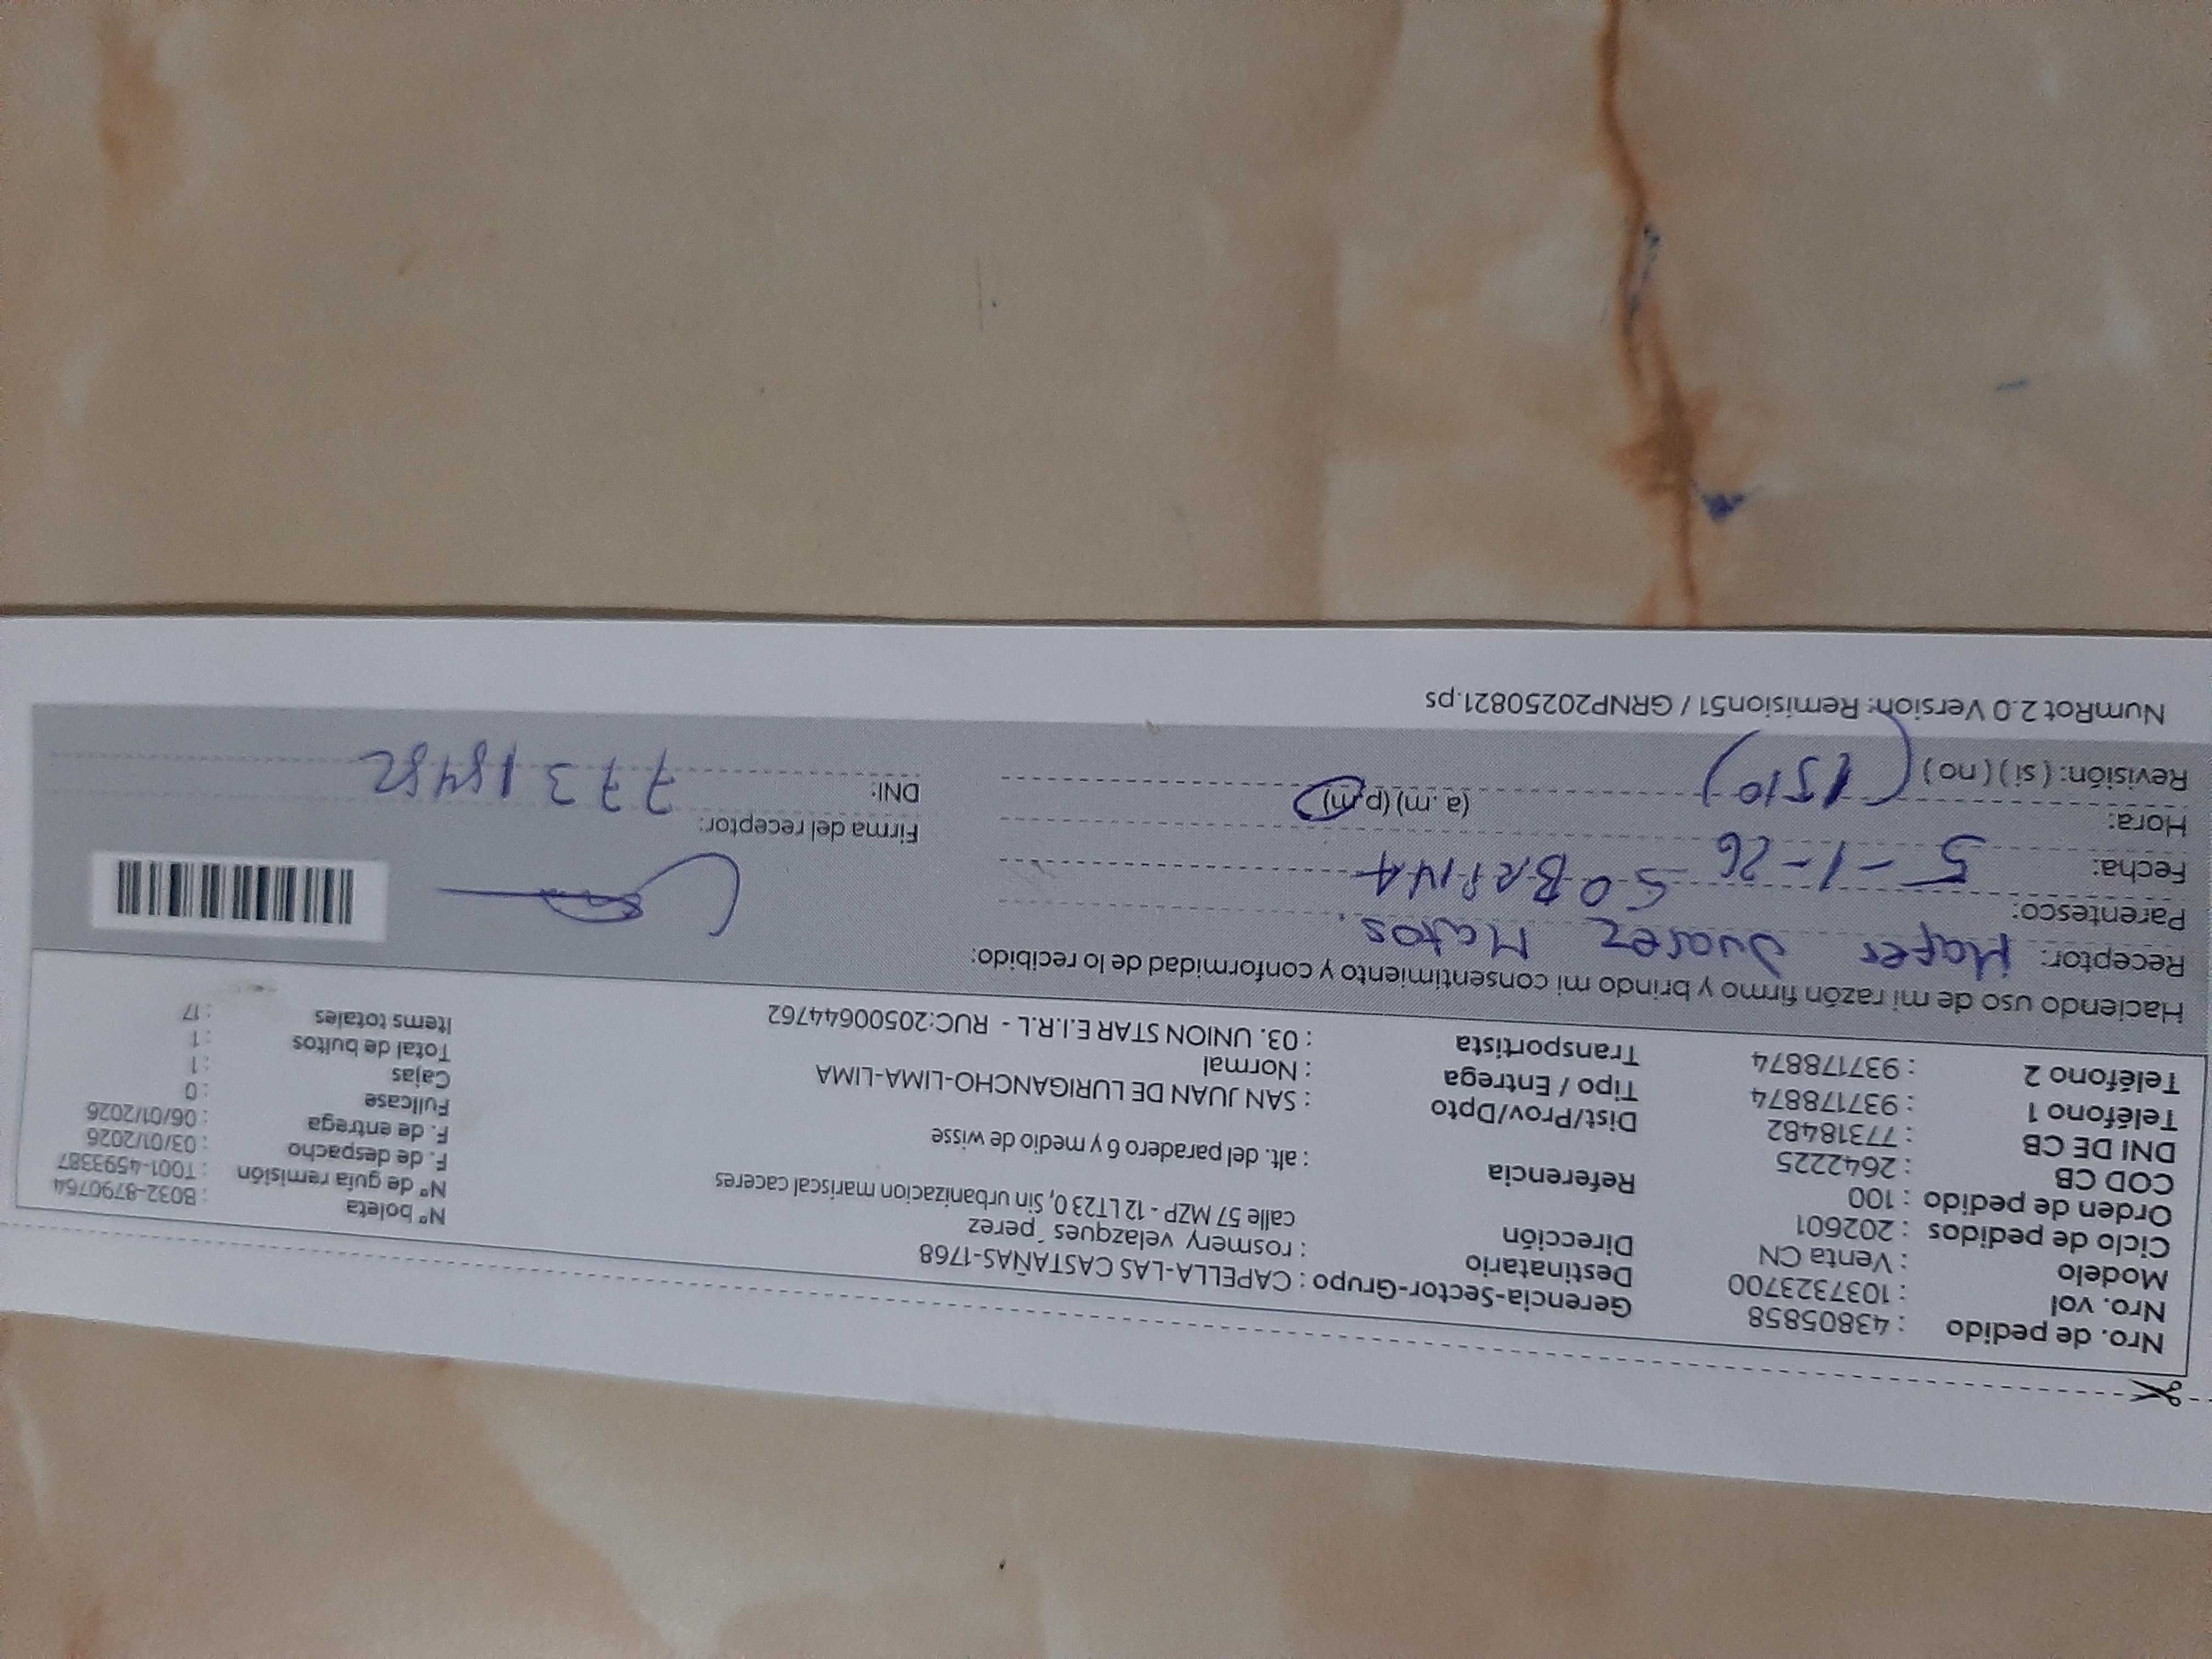 Nro. de pedido : 43805858
Nro. vol : 1037323700
Modelo : Venta CN
Ciclo de pedidos : 202601
Orden de pedido : 100
COD CB : 2642225
DNI DE CB : 77318482
Teléfono 1 : 937178874
Teléfono 2 : 937178874
Gerencia-Sector-Grupo : CAPELLA-LAS CASTAÑAS-1768
Destinatario : rosmery velazques ´perez
Dirección calle 57 MZP - 12 LT23 0, Sin urbanizacion mariscal caceres
Referencia : alt. del paradero 6 y medio de wisse
Dist/Prov/Dpto : SAN JUAN DE LURIGANCHO-LIMA-LIMA
Tipo / Entrega : Normal
Transportista : 03. UNION STAR E.I.R.L - RUC:20500644762
Nº boleta : B032-8790764
Nº de guía remisión : T001-4593387
F. de despacho : 03/01/2026
F. de entrega : 06/01/2026
Fullcase : 0
Cajas : 1
Total de bultos : 1
Items totales : 17
Haciendo uso de mi razón firmo y brindo mi consentimiento y conformidad de lo recibido:
Receptor: Suarez Matos.
Parentesco: SOBRINA
Fecha: 5-1-26
Hora: (1510) (a.m) (p.m)
Revisión: (si) (no)
Firma del receptor:
DNI: 77318482
NumRot 2.0 Version: Remision51 / GRNP20250821.ps